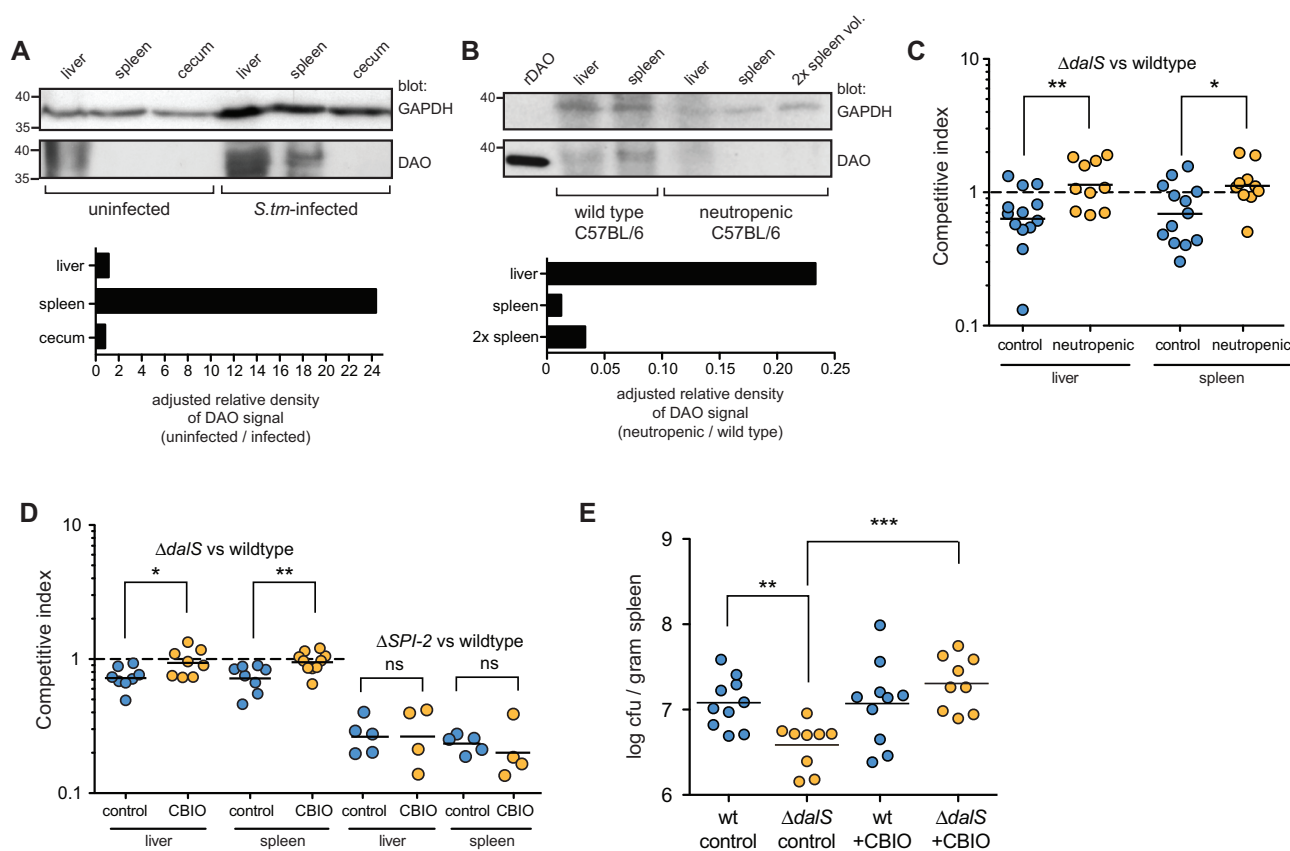 A
liver spleen cecum liver spleen cecum
blot:
40
GAPDH
35
40
DAO
35
uninfected S.tm-infected
liver
spleen
cecum
0 2 4 6 8 10 12 14 16 18 20 22 24
adjusted relative density
of DAO signal
(uninfected / infected)
B
rDAO liver spleen liver spleen 2x spleen vol.
blot:
40
GAPDH
40
DAO
wild type neutropenic
C57BL/6 C57BL/6
liver
spleen
2x spleen
0 0.05 0.10 0.15 0.20 0.25
adjusted relative density
of DAO signal
(neutropenic / wild type)
C
ΔdalS vs wildtype
** *
10
1
0.1
Competitive index
control neutropenic control neutropenic
liver spleen
D
ΔdalS vs wildtype
* **
ΔSPI-2 vs wildtype
ns ns
10
1
0.1
Competitive index
control CBIO control CBIO control CBIO control CBIO
liver spleen liver spleen
E
***
**
9
8
7
6
log cfu / gram spleen
wt ΔdalS wt ΔdalS
control control +CBIO +CBIO